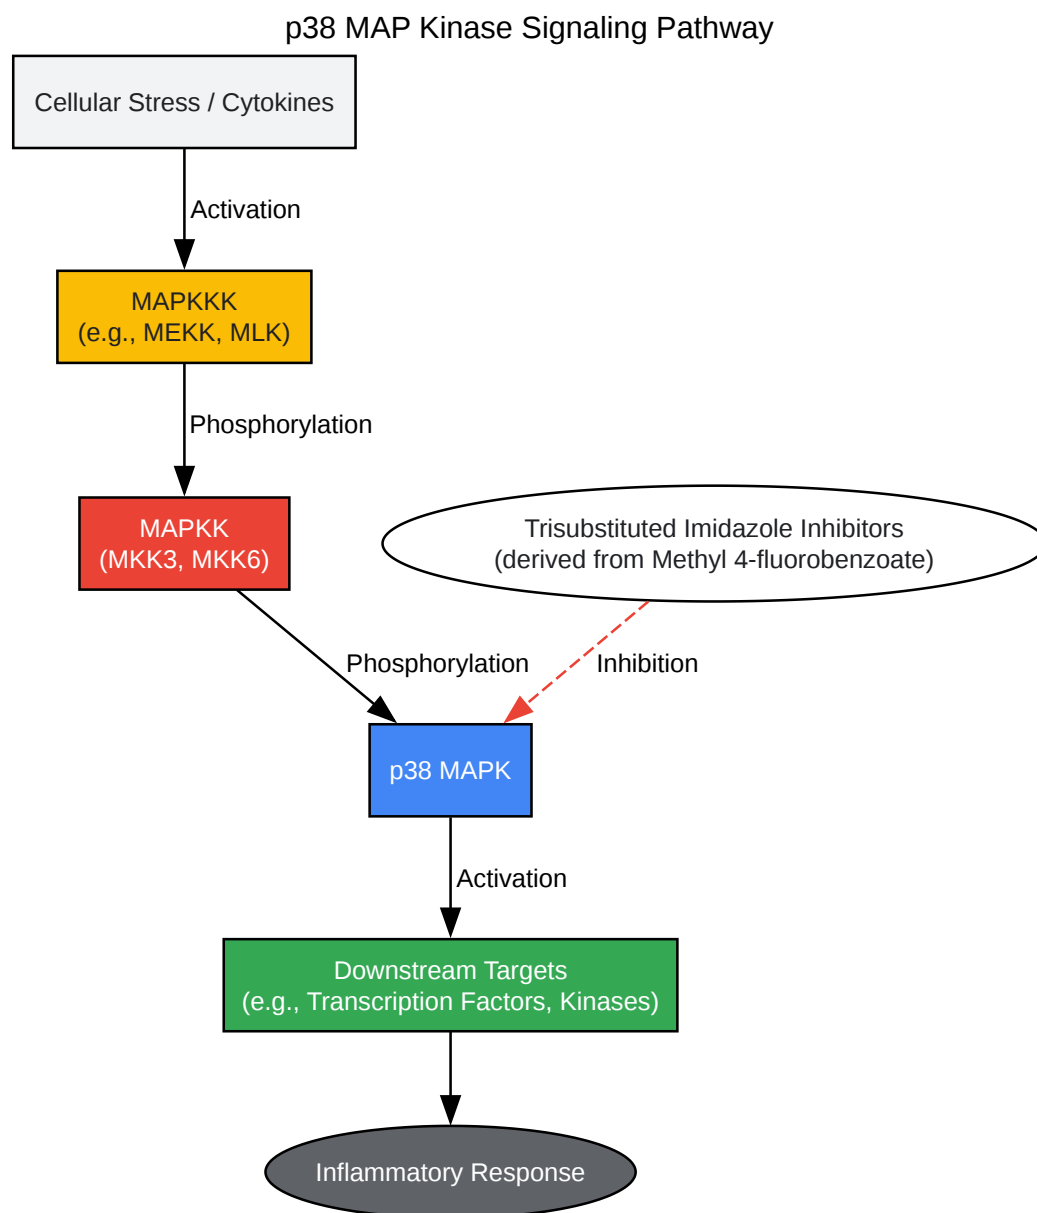 p38 MAP Kinase Signaling Pathway
Cellular Stress / Cytokines
Activation
MAPKKK
(e.g., MEKK, MLK)
Phosphorylation
MAPKK
(MKK3, MKK6)
Trisubstituted Imidazole Inhibitors
(derived from Methyl 4-fluorobenzoate)
Phosphorylation
Inhibition
p38 MAPK
Activation
Downstream Targets
(e.g., Transcription Factors, Kinases)
Inflammatory Response